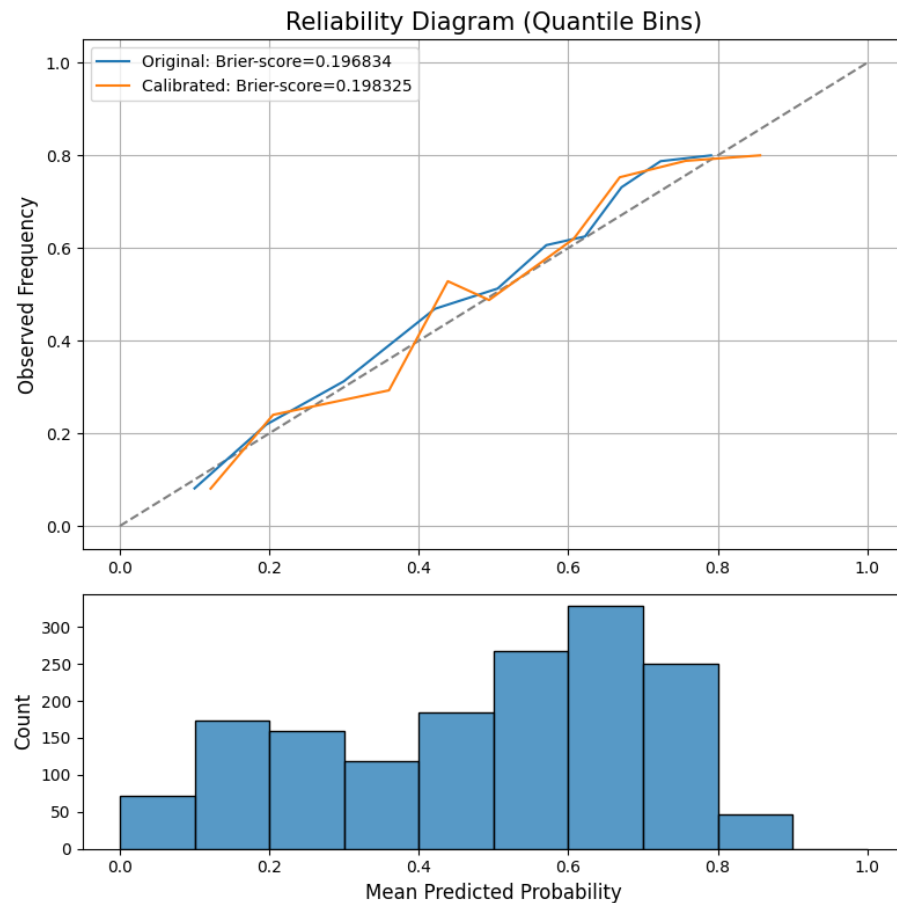 Reliability Diagram (Quantile Bins)
Original: Brier-score=0.196834
Calibrated: Brier-score=0.198325
1.0
0.8
0.6
0.4
0.2
0.0
Observed Frequency
0.0 0.2 0.4 0.6 0.8 1.0
300
250
200
150
100
50
0
Count
0.0 0.2 0.4 0.6 0.8 1.0
Mean Predicted Probability